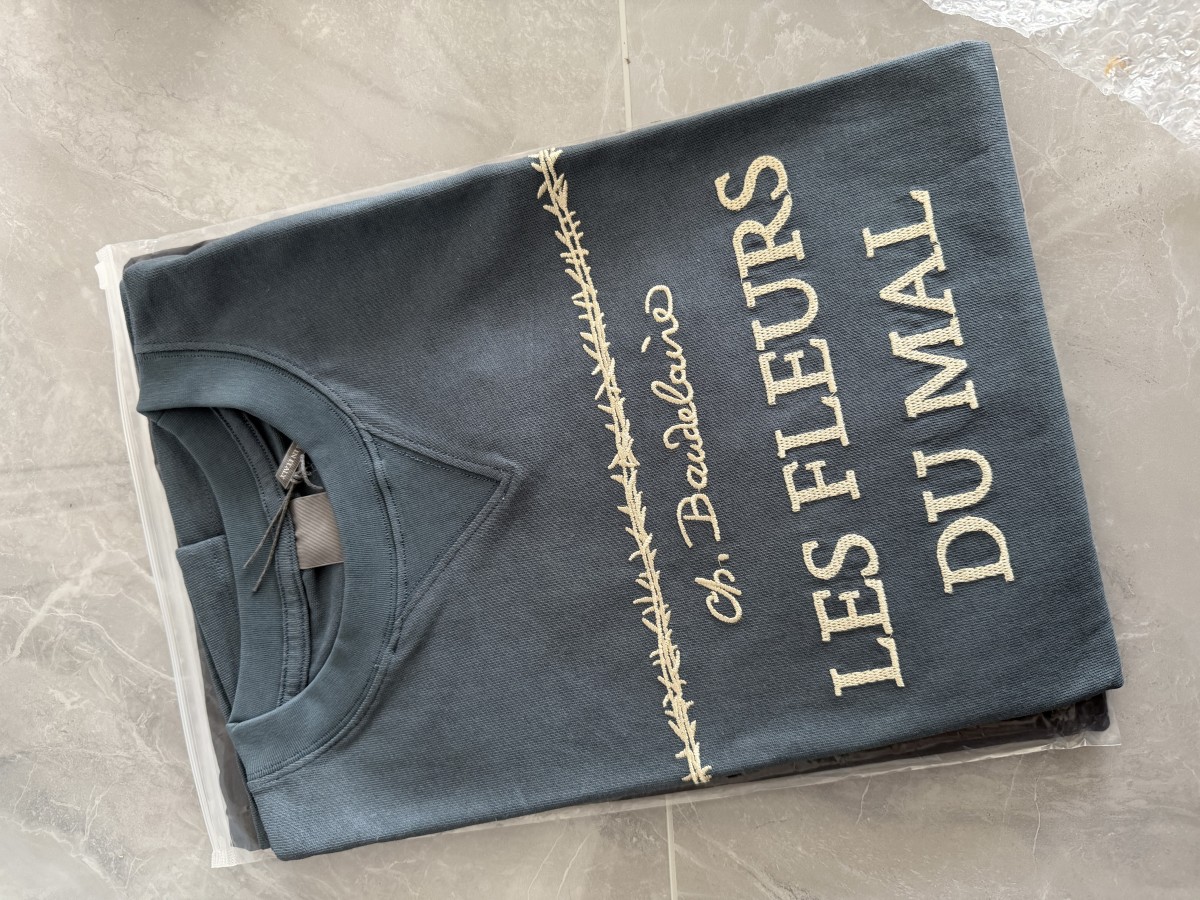 Ch. Baudelaire
LES FLEURS
DU MAL